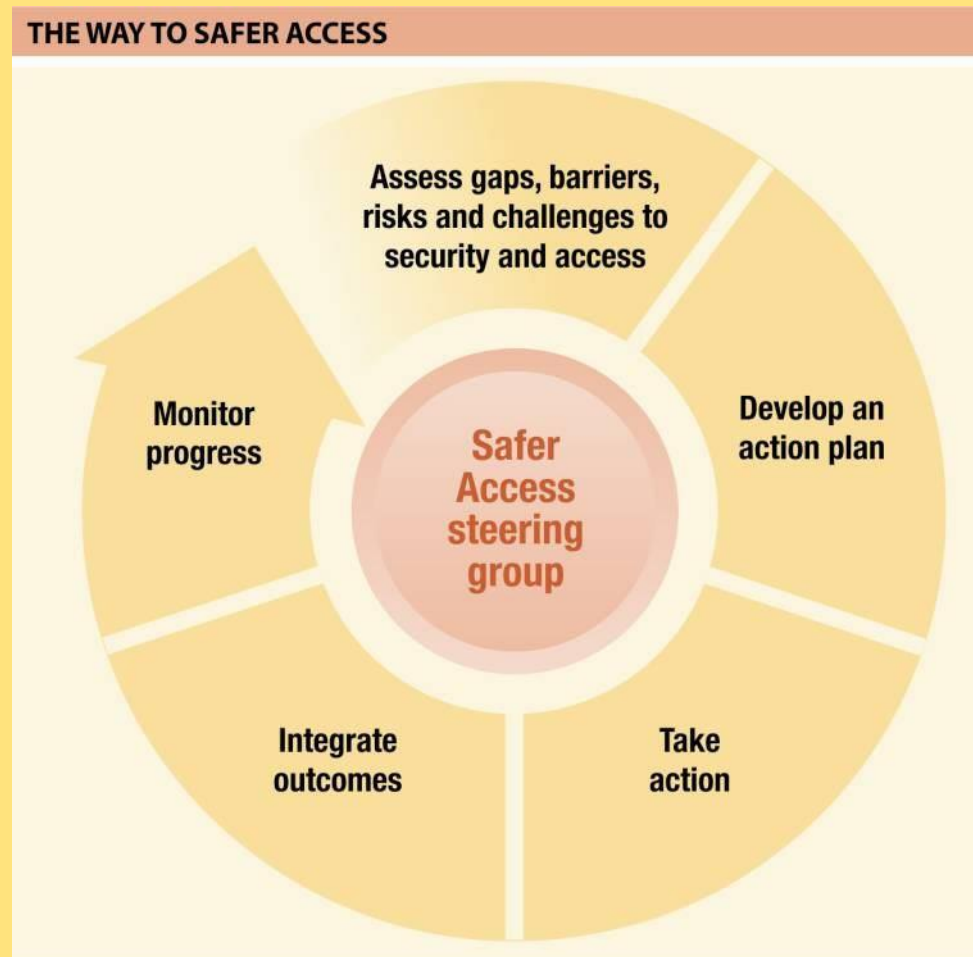 THE WAY TO SAFER ACCESS
Assess gaps, barriers,
risks and challenges to
security and access
Develop an
action plan
Take
action
Integrate
outcomes
Monitor
progress
Safer
Access
steering
group